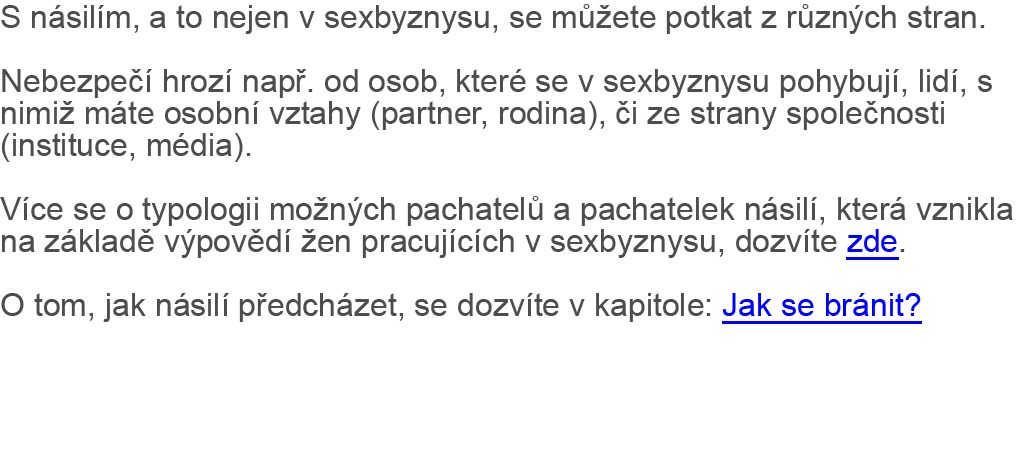 S násilím, a to nejen v sexbyznysu, se můžete potkat z různých stran.
Nebezpečí hrozí např. od osob, které se v sexbyznysu pohybují, lidí, s
nimiž máte osobní vztahy (partner, rodina), či ze strany společnosti
(instituce, média).
Více se o typologii možných pachatelů a pachatelek násilí, která vznikla
na základě výpovědí žen pracujících v sexbyznysu, dozvíte zde.
O tom, jak násilí předcházet, se dozvíte v kapitole: Jak se bránit?